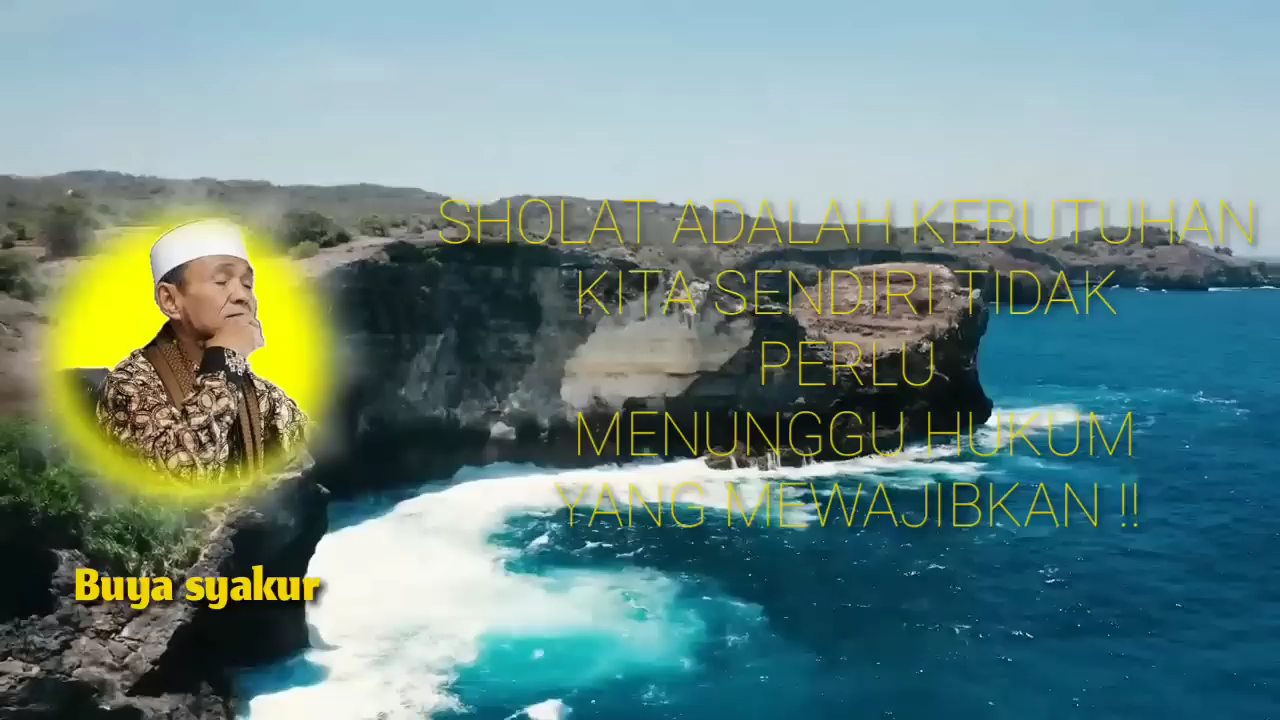 SHOLAT ADALAH KEBUTUHAN
KITA SENDIRI TIDAK
PERLU
MENUNGGU HUKUM
YANG MEWAJIBKAN !!
Buya syakur